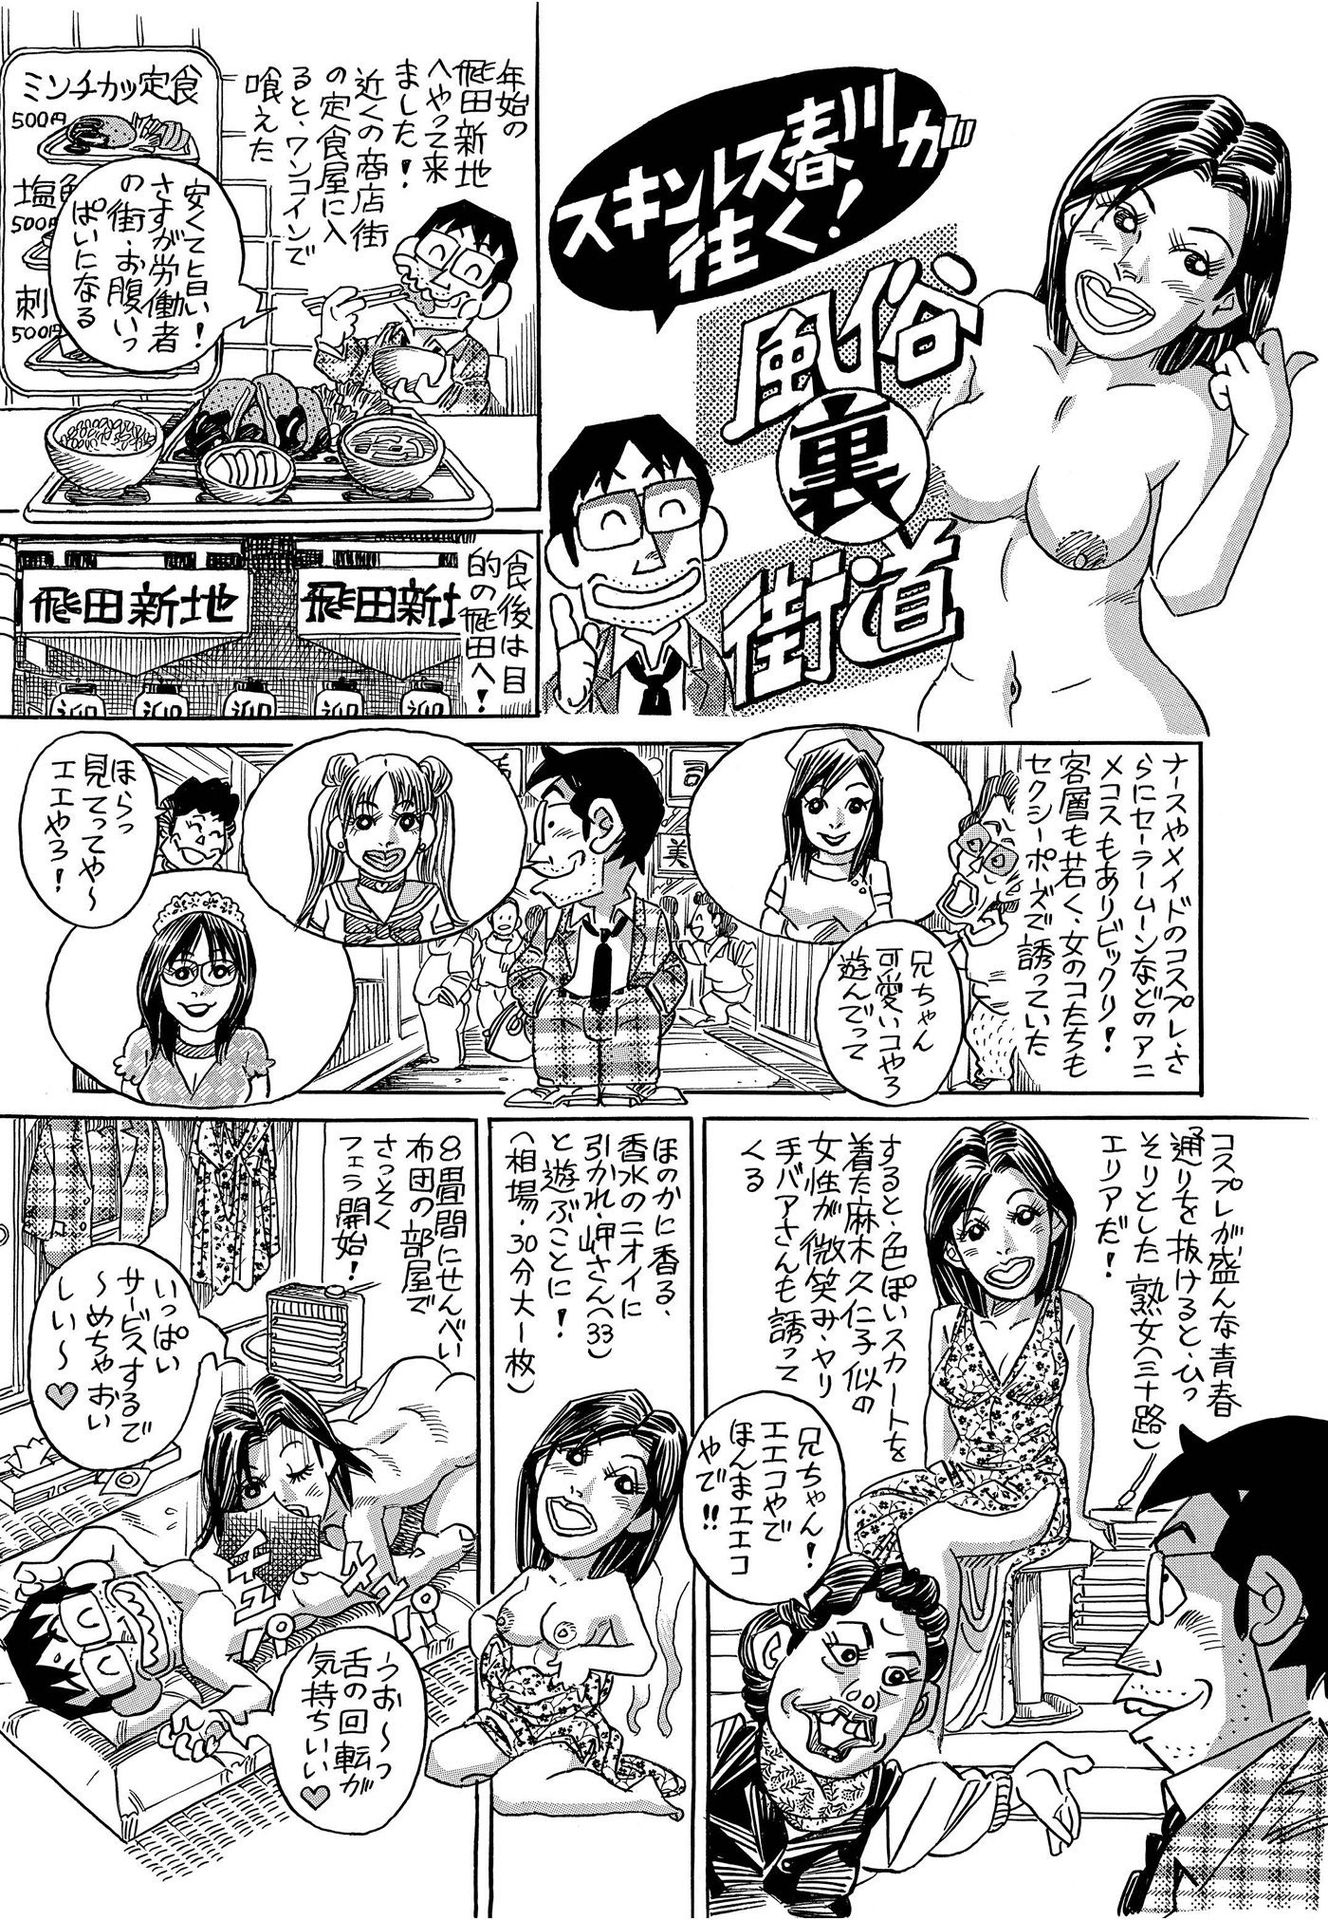 スキンレス春川が
往く!
風俗
裏
街道
年始の
飛田新地
へやって来
ました!
近くの商店街
の定食屋に入
ると、ワンコインで
喰えた
ミンチカツ定食
500円
塩
500
刺
500円
安くて旨い!
さすが労働者
の街・お腹いっ
ぱいになる
食後は目
的の飛田へ!
飛田新地
飛田新地
迎
迎
迎
迎
迎
ナースやメイドのコスプレ、さ
らにセーラームーンなどのアニ
メコスもありビックリ!
客層も若く、女のコたちも
セクシーポーズで誘っていた
兄ちゃん
可愛いコやろ
遊んでって
司
美
ほらっ
見てってや〜
エエやろ!
コスプレが盛んな青春
通りを抜けると、ひっ
そりとした熟女(三十路)
エリアだ!
すると、色ぽいスカートを
着た麻木久仁子似の
女性が微笑み、ヤリ
手バアさんも誘って
くる
兄ちゃん!
エエコやで
ほんまエエコ
やで!!
ほのかに香る、
香水のニオイに
引かれ、岬さん(33)
と遊ぶことに!
(相場・30分大一枚)
8畳間にせんべい
布団の部屋で
さっそく
フェラ開始!
いっぱい
サービスするで
〜めちゃおい
しい〜♥
チュ
パ
チュ
パ
うお〜っ
舌の回転が
気持ちいい
♥